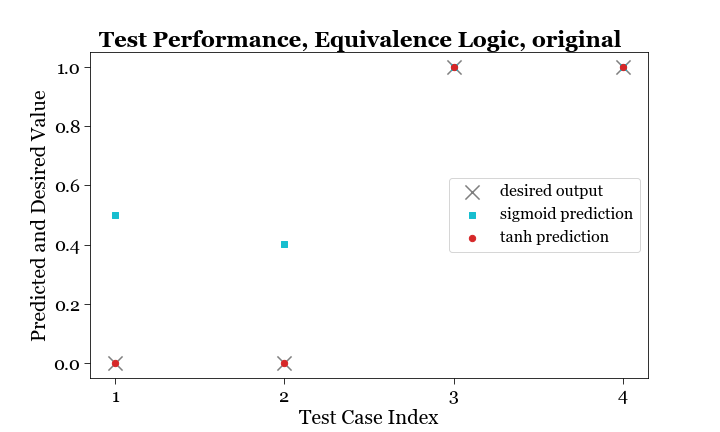 Test Performance, Equivalence Logic, original
Predicted and Desired Value
1.0
0.8
0.6
0.4
0.2
0.0
desired output
sigmoid prediction
tanh prediction
1 2 3 4
Test Case Index